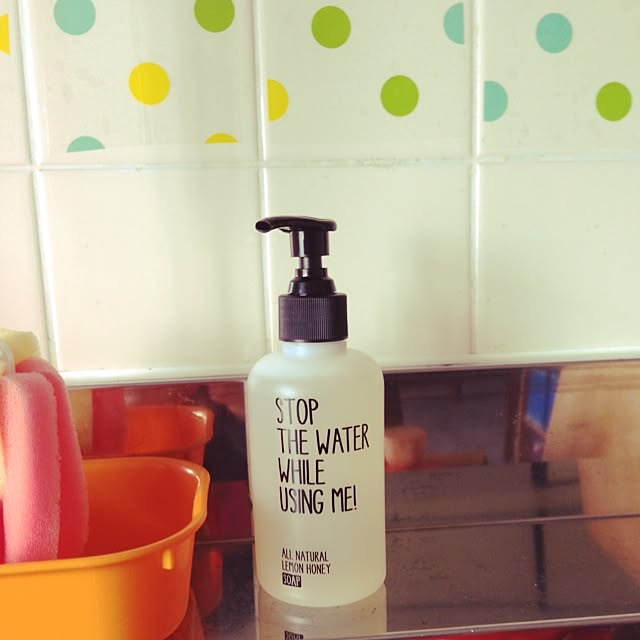 STOP
THE WATER
WHILE
USING ME!
ALL NATURAL
LEMON HONEY
SOAP